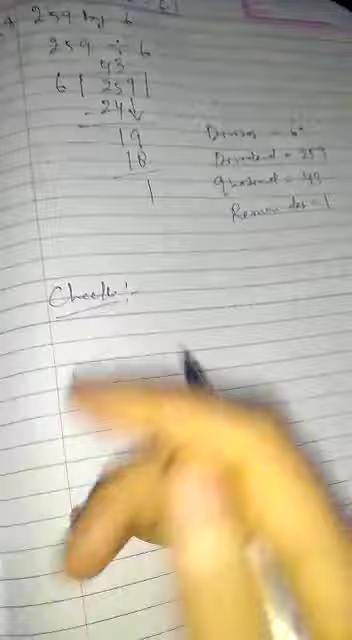 259 by 6
259 ÷ 6
43
6 | 259 |
- 24 ↓
19
18
1
Divisor = 6
Dividend = 259
Quotient = 43
Remainder = 1
Check:-